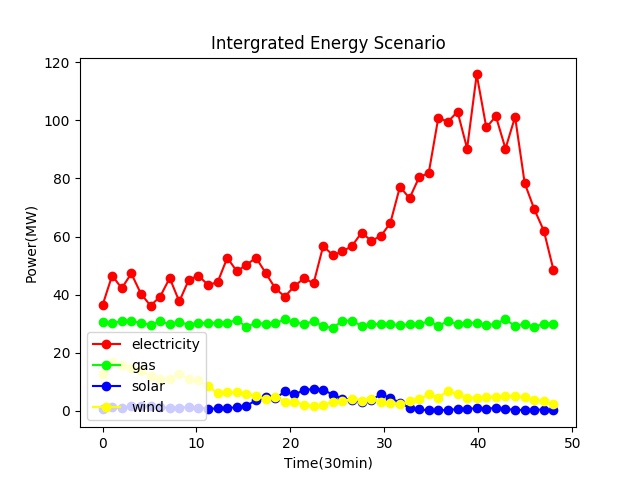 Intergrated Energy Scenario
120
100
80
60
40
20
0
Power(MW)
electricity
gas
solar
wind
0 10 20 30 40 50
Time(30min)